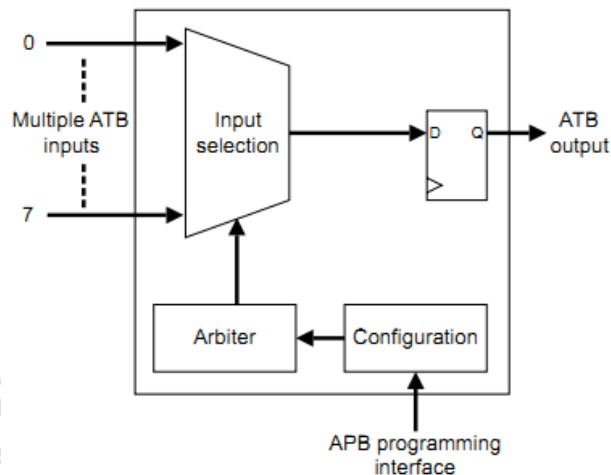 0
Multiple ATB
inputs
7
Input
selection
D Q
ATB
output
Arbiter
Configuration
APB programming
interface